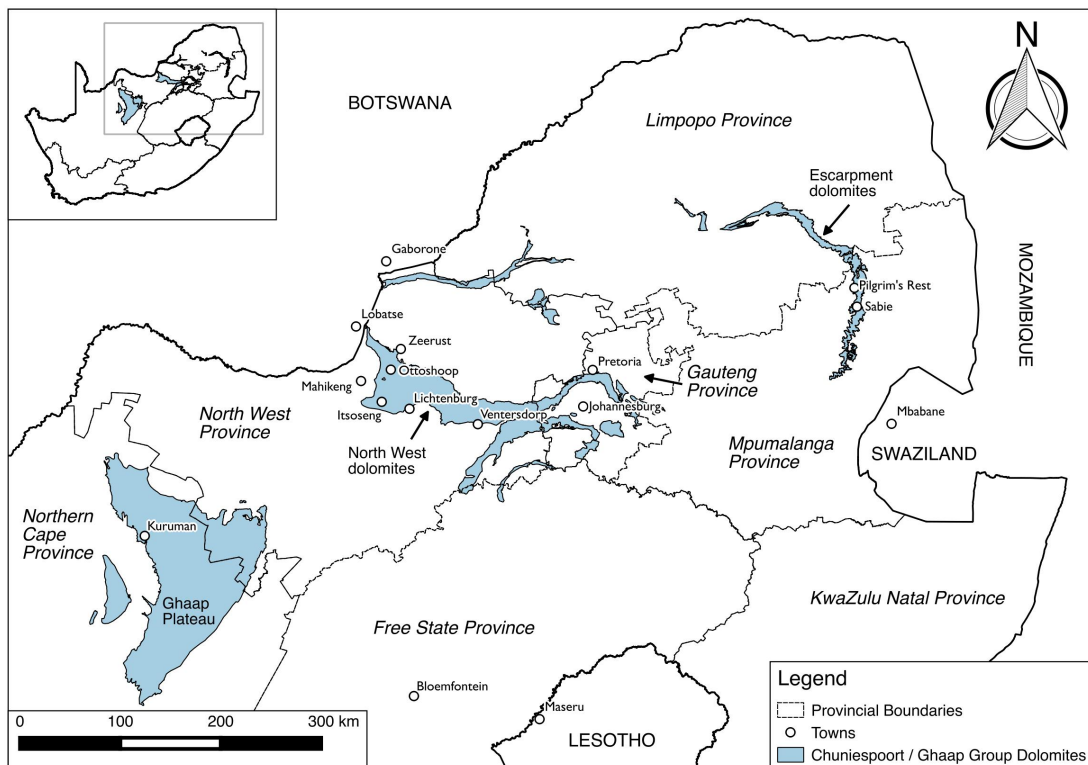 N
BOTSWANA
Limpopo Province
Escarpment
dolomites
MOZAMBIQUE
Gaborone
Pilgrim's Rest
Sabie
Lobatse
Zeerust
Ottoshoop
Pretoria
Gauteng
Province
Mahikeng
Lichtenburg
Itsoseng
Johannesburg
Ventersdorp
North West
Province
North West
dolomites
Mbabane
SWAZILAND
Mpumalanga
Province
Northern
Cape
Province
Kuruman
Ghaap
Plateau
KwaZulu Natal Province
Free State Province
Bloemfontein
Maseru
LESOTHO
0 100 200 300 km
Legend
Provincial Boundaries
Towns
Chuniespoort / Ghaap Group Dolomites